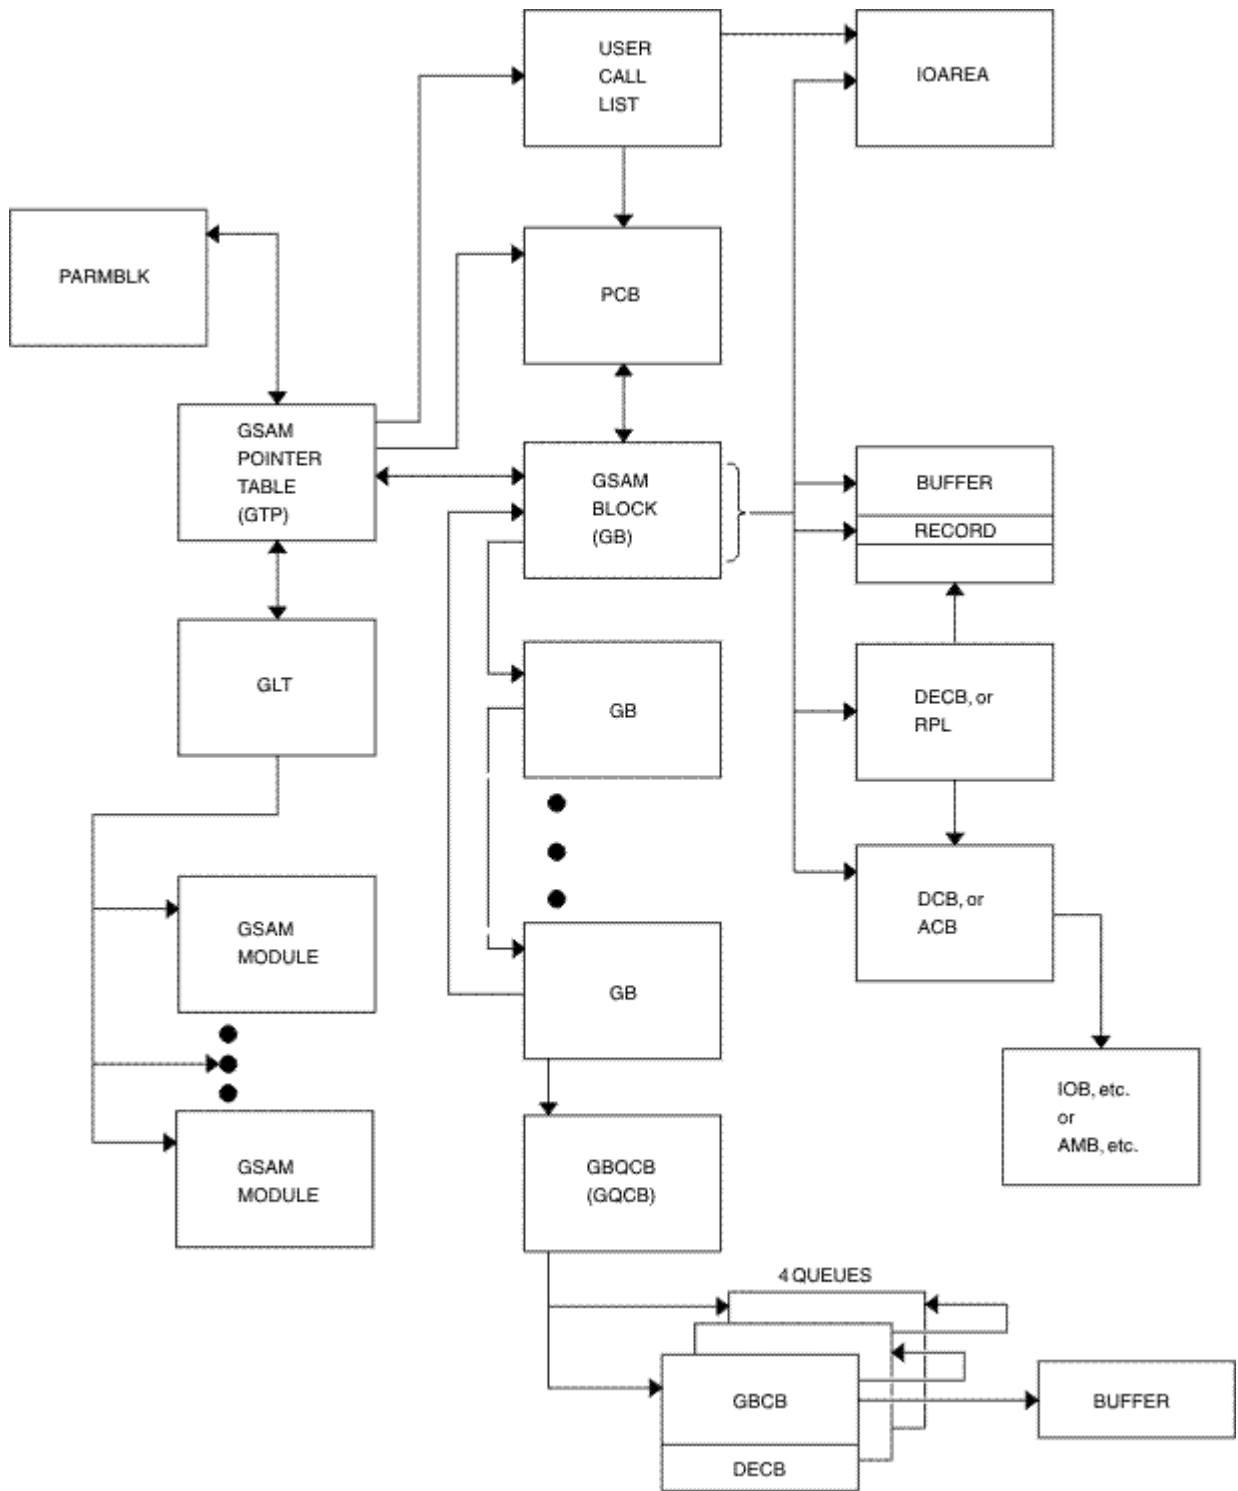 USER
CALL
LIST
IOAREA
PARMBLK
PCB
GSAM
POINTER
TABLE
(GTP)
GSAM
BLOCK
(GB)
BUFFER
RECORD
GLT
GB
DECB, or
RPL
GSAM
MODULE
GB
DCB, or
ACB
GSAM
MODULE
GBQCB
(GQCB)
IOB, etc.
or
AMB, etc.
4 QUEUES
GBCB
DECB
BUFFER